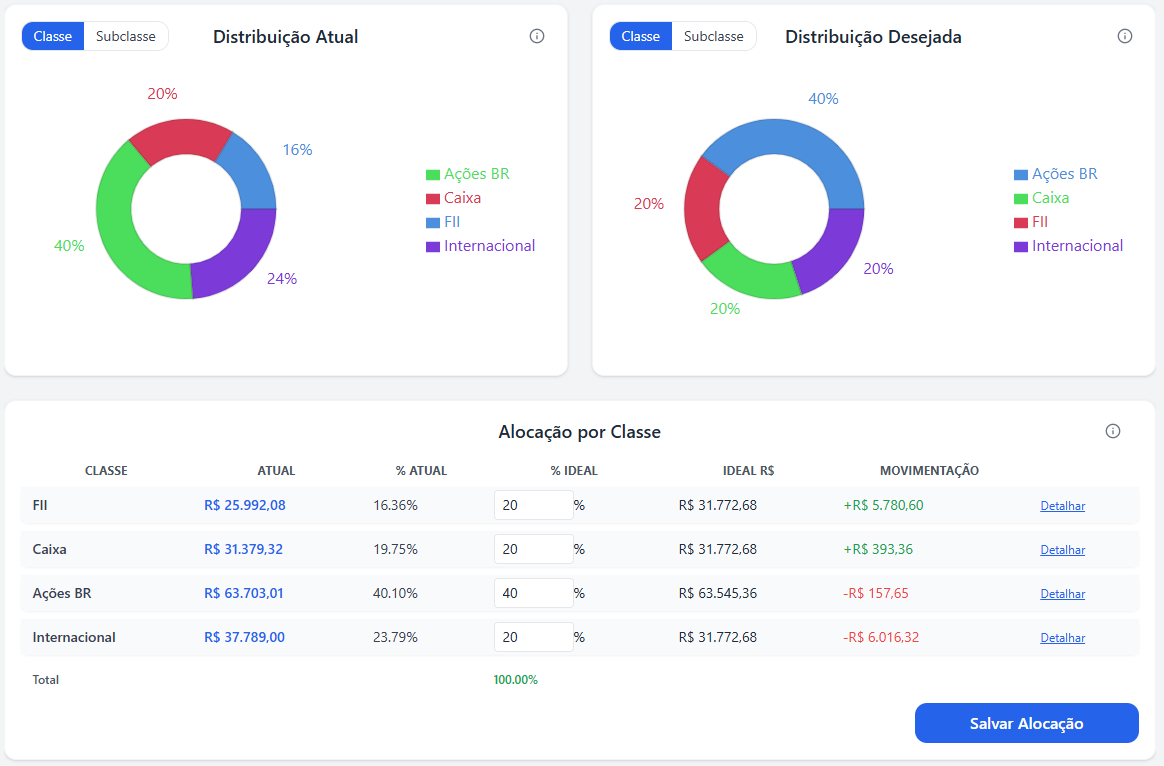 Classe Subclasse Distribuição Atual
20%
16%
40%
24%
Ações BR
Caixa
FII
Internacional
Classe Subclasse Distribuição Desejada
40%
20%
20%
20%
Ações BR
Caixa
FII
Internacional
Alocação por Classe
CLASSE ATUAL % ATUAL % IDEAL IDEAL R$ MOVIMENTAÇÃO
FII R$ 25.992,08 16.36% 20 % R$ 31.772,68 +R$ 5.780,60 Detalhar
Caixa R$ 31.379,32 19.75% 20 % R$ 31.772,68 +R$ 393,36 Detalhar
Ações BR R$ 63.703,01 40.10% 40 % R$ 63.545,36 -R$ 157,65 Detalhar
Internacional R$ 37.789,00 23.79% 20 % R$ 31.772,68 -R$ 6.016,32 Detalhar
Total 100.00%
Salvar Alocação